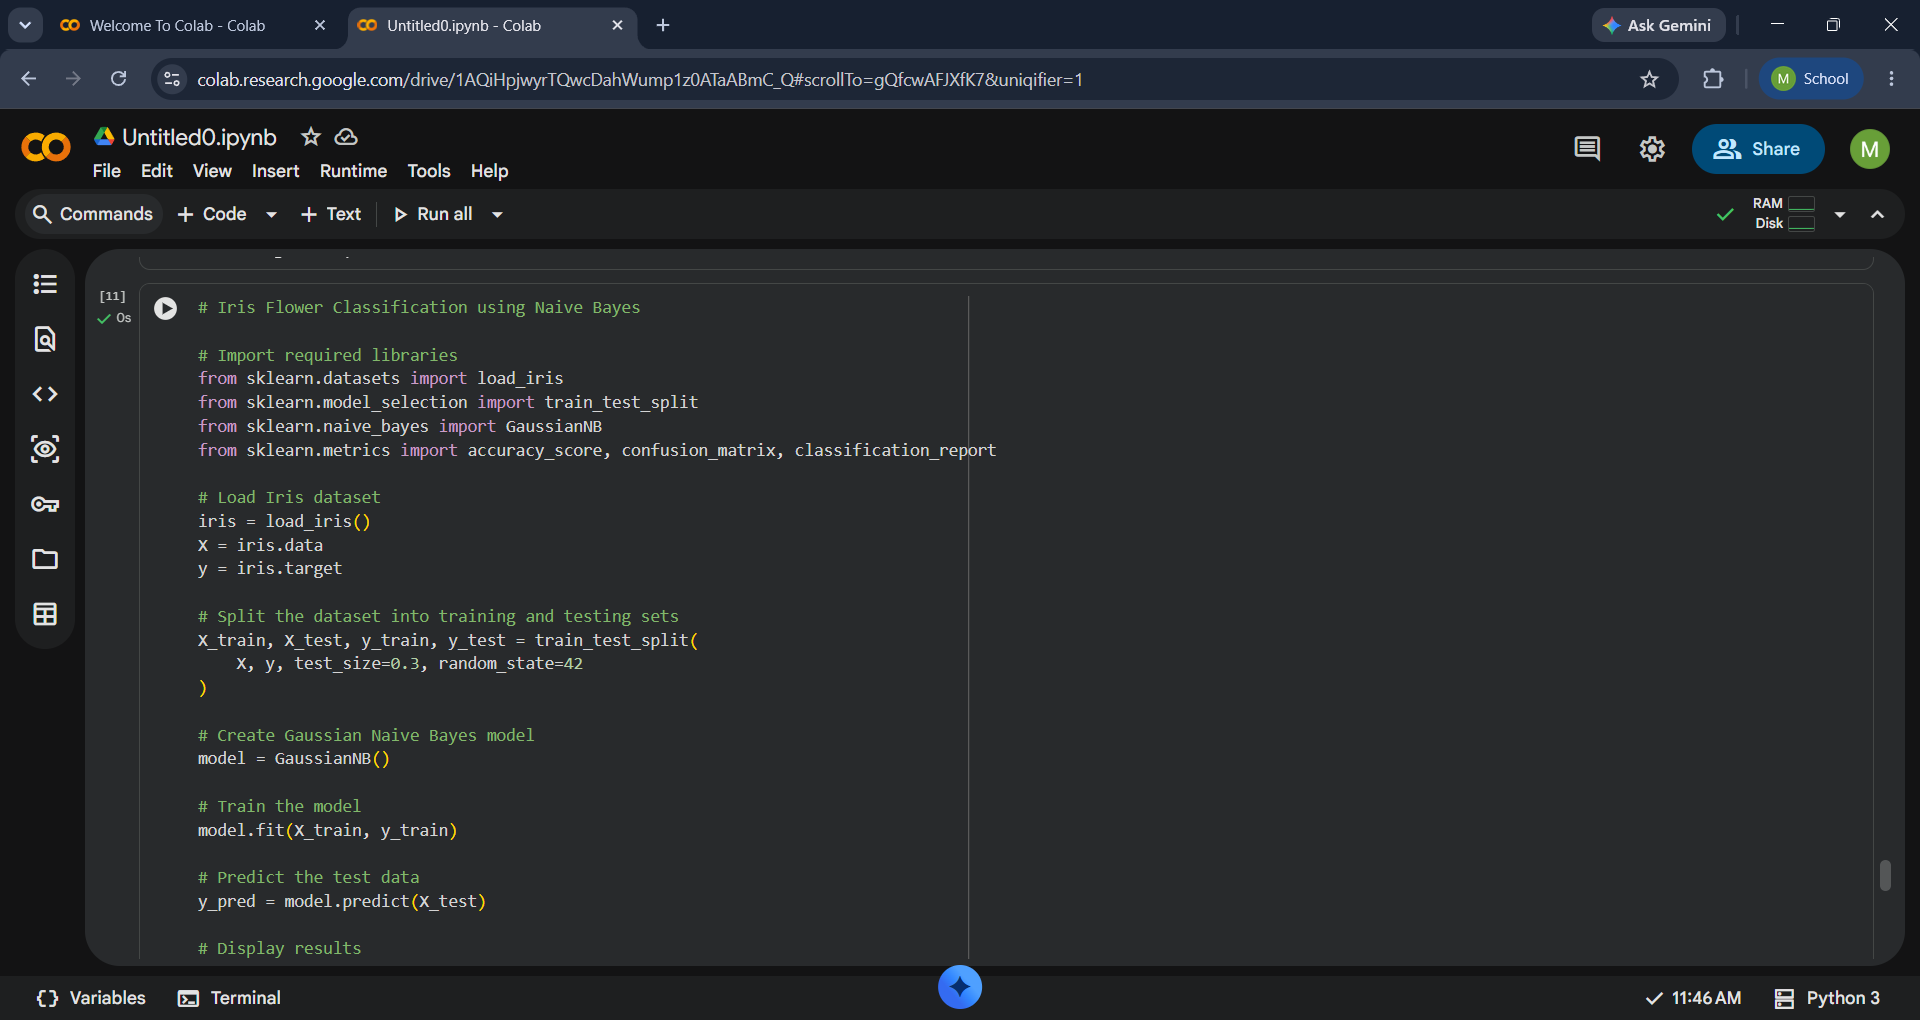 Welcome To Colab - Colab
Untitled0.ipynb - Colab
Ask Gemini
colab.research.google.com/drive/1AQiHpjwyrTQwcDahWump1z0ATaABmC_Q#scrollTo=gQfcwAFJXfK7&uniqifier=1
M School
Untitled0.ipynb
File Edit View Insert Runtime Tools Help
Share
M
Commands + Code + Text Run all
RAM
Disk
[11]
0s
# Iris Flower Classification using Naive Bayes
# Import required libraries
from sklearn.datasets import load_iris
from sklearn.model_selection import train_test_split
from sklearn.naive_bayes import GaussianNB
from sklearn.metrics import accuracy_score, confusion_matrix, classification_report
# Load Iris dataset
iris = load_iris()
X = iris.data
y = iris.target
# Split the dataset into training and testing sets
X_train, X_test, y_train, y_test = train_test_split(
    X, y, test_size=0.3, random_state=42
)
# Create Gaussian Naive Bayes model
model = GaussianNB()
# Train the model
model.fit(X_train, y_train)
# Predict the test data
y_pred = model.predict(X_test)
# Display results
Variables Terminal
11:46 AM Python 3